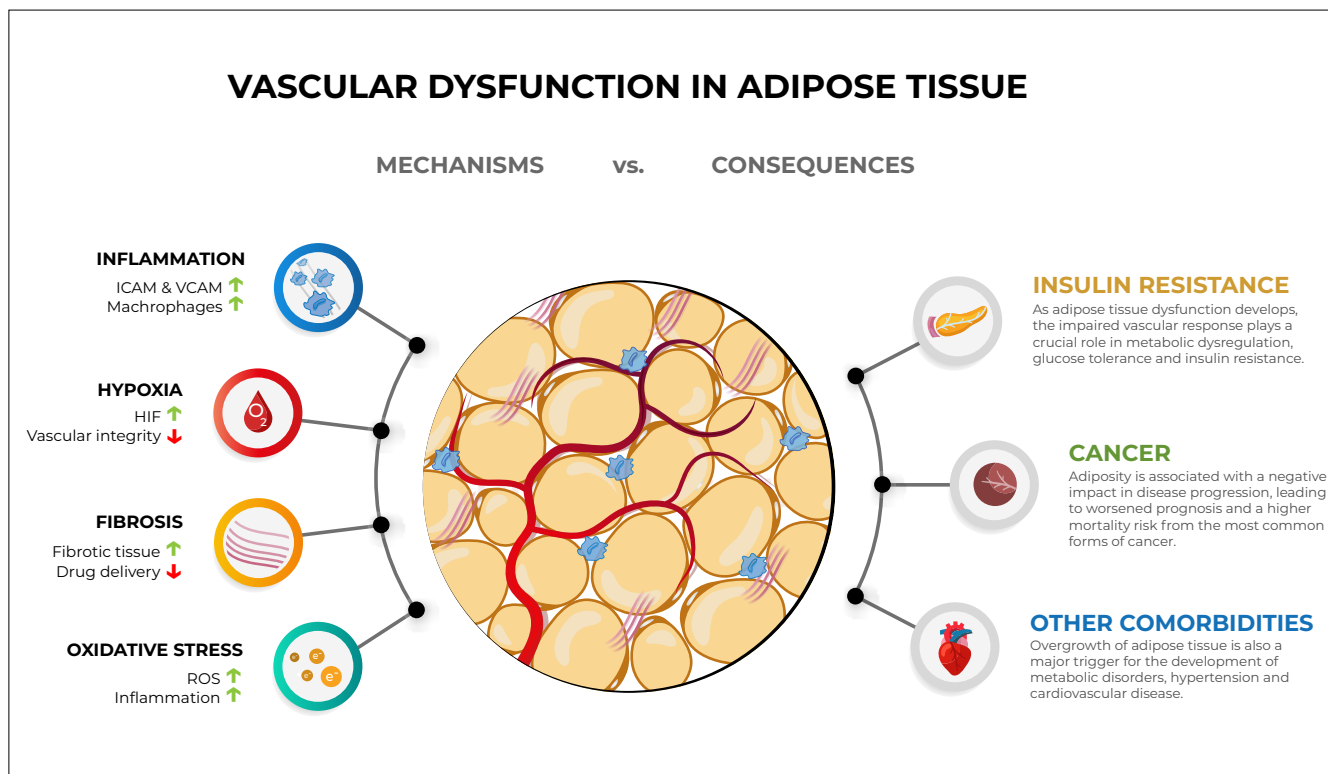 VASCULAR DYSFUNCTION IN ADIPOSE TISSUE
MECHANISMS vs. CONSEQUENCES
INFLAMMATION
ICAM & VCAM ↑
Machrophages ↑
HYPOXIA
HIF ↑
Vascular integrity ↓
O2
FIBROSIS
Fibrotic tissue ↑
Drug delivery ↓
OXIDATIVE STRESS
ROS ↑
Inflammation ↑
e⁻
e⁻
e⁻
e⁻
INSULIN RESISTANCE
As adipose tissue dysfunction develops,
the impaired vascular response plays a
crucial role in metabolic dysregulation,
glucose tolerance and insulin resistance.
CANCER
Adiposity is associated with a negative
impact in disease progression, leading
to worsened prognosis and a higher
mortality risk from the most common
forms of cancer.
OTHER COMORBIDITIES
Overgrowth of adipose tissue is also a
major trigger for the development of
metabolic disorders, hypertension and
cardiovascular disease.